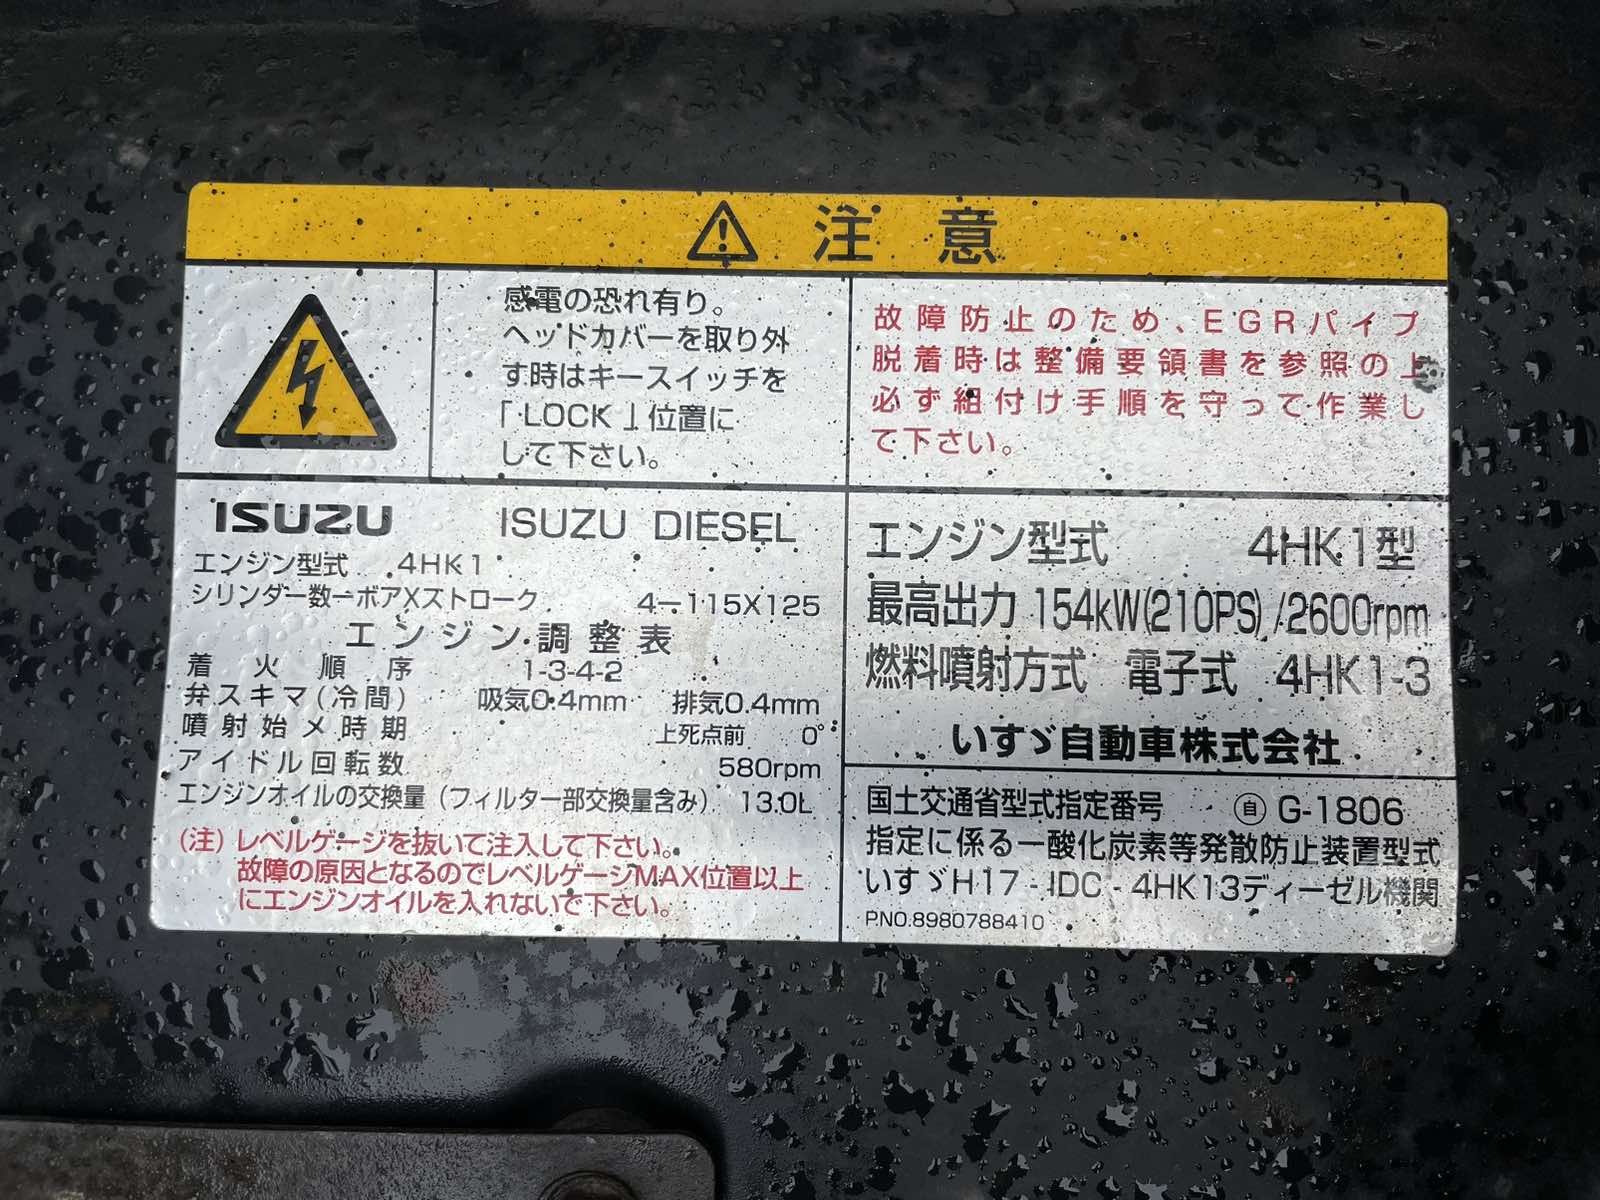 注意
感電の恐れ有り。
ヘッドカバーを取り外
す時はキースイッチを
「LOCK」位置に
して下さい。
故障防止のため、EGRパイプ
脱着時は整備要領書を参照の上
必ず組付け手順を守って作業し
て下さい。
ISUZU ISUZU DIESEL
エンジン型式 4HK1
シリンダー数ーボアXストローク 4ー115X125
エンジン調整表
着火順序 1-3-4-2
弁スキマ(冷間) 吸気0.4mm 排気0.4mm
噴射始メ時期 上死点前 0°
アイドル回転数 580rpm
エンジンオイルの交換量(フィルター部交換量含み) 13.0L
(注)レベルゲージを抜いて注入して下さい。
故障の原因となるのでレベルゲージMAX位置以上
にエンジンオイルを入れないで下さい。
エンジン型式 4HK1型
最高出力 154kW(210PS)/2600rpm
燃料噴射方式 電子式 4HK1-3
いすゞ自動車株式会社
国土交通省型式指定番号 ㊂自 G-1806
指定に係る一酸化炭素等発散防止装置型式
いすゞH17-IDC-4HK13ディーゼル機関
P.NO.8980788410